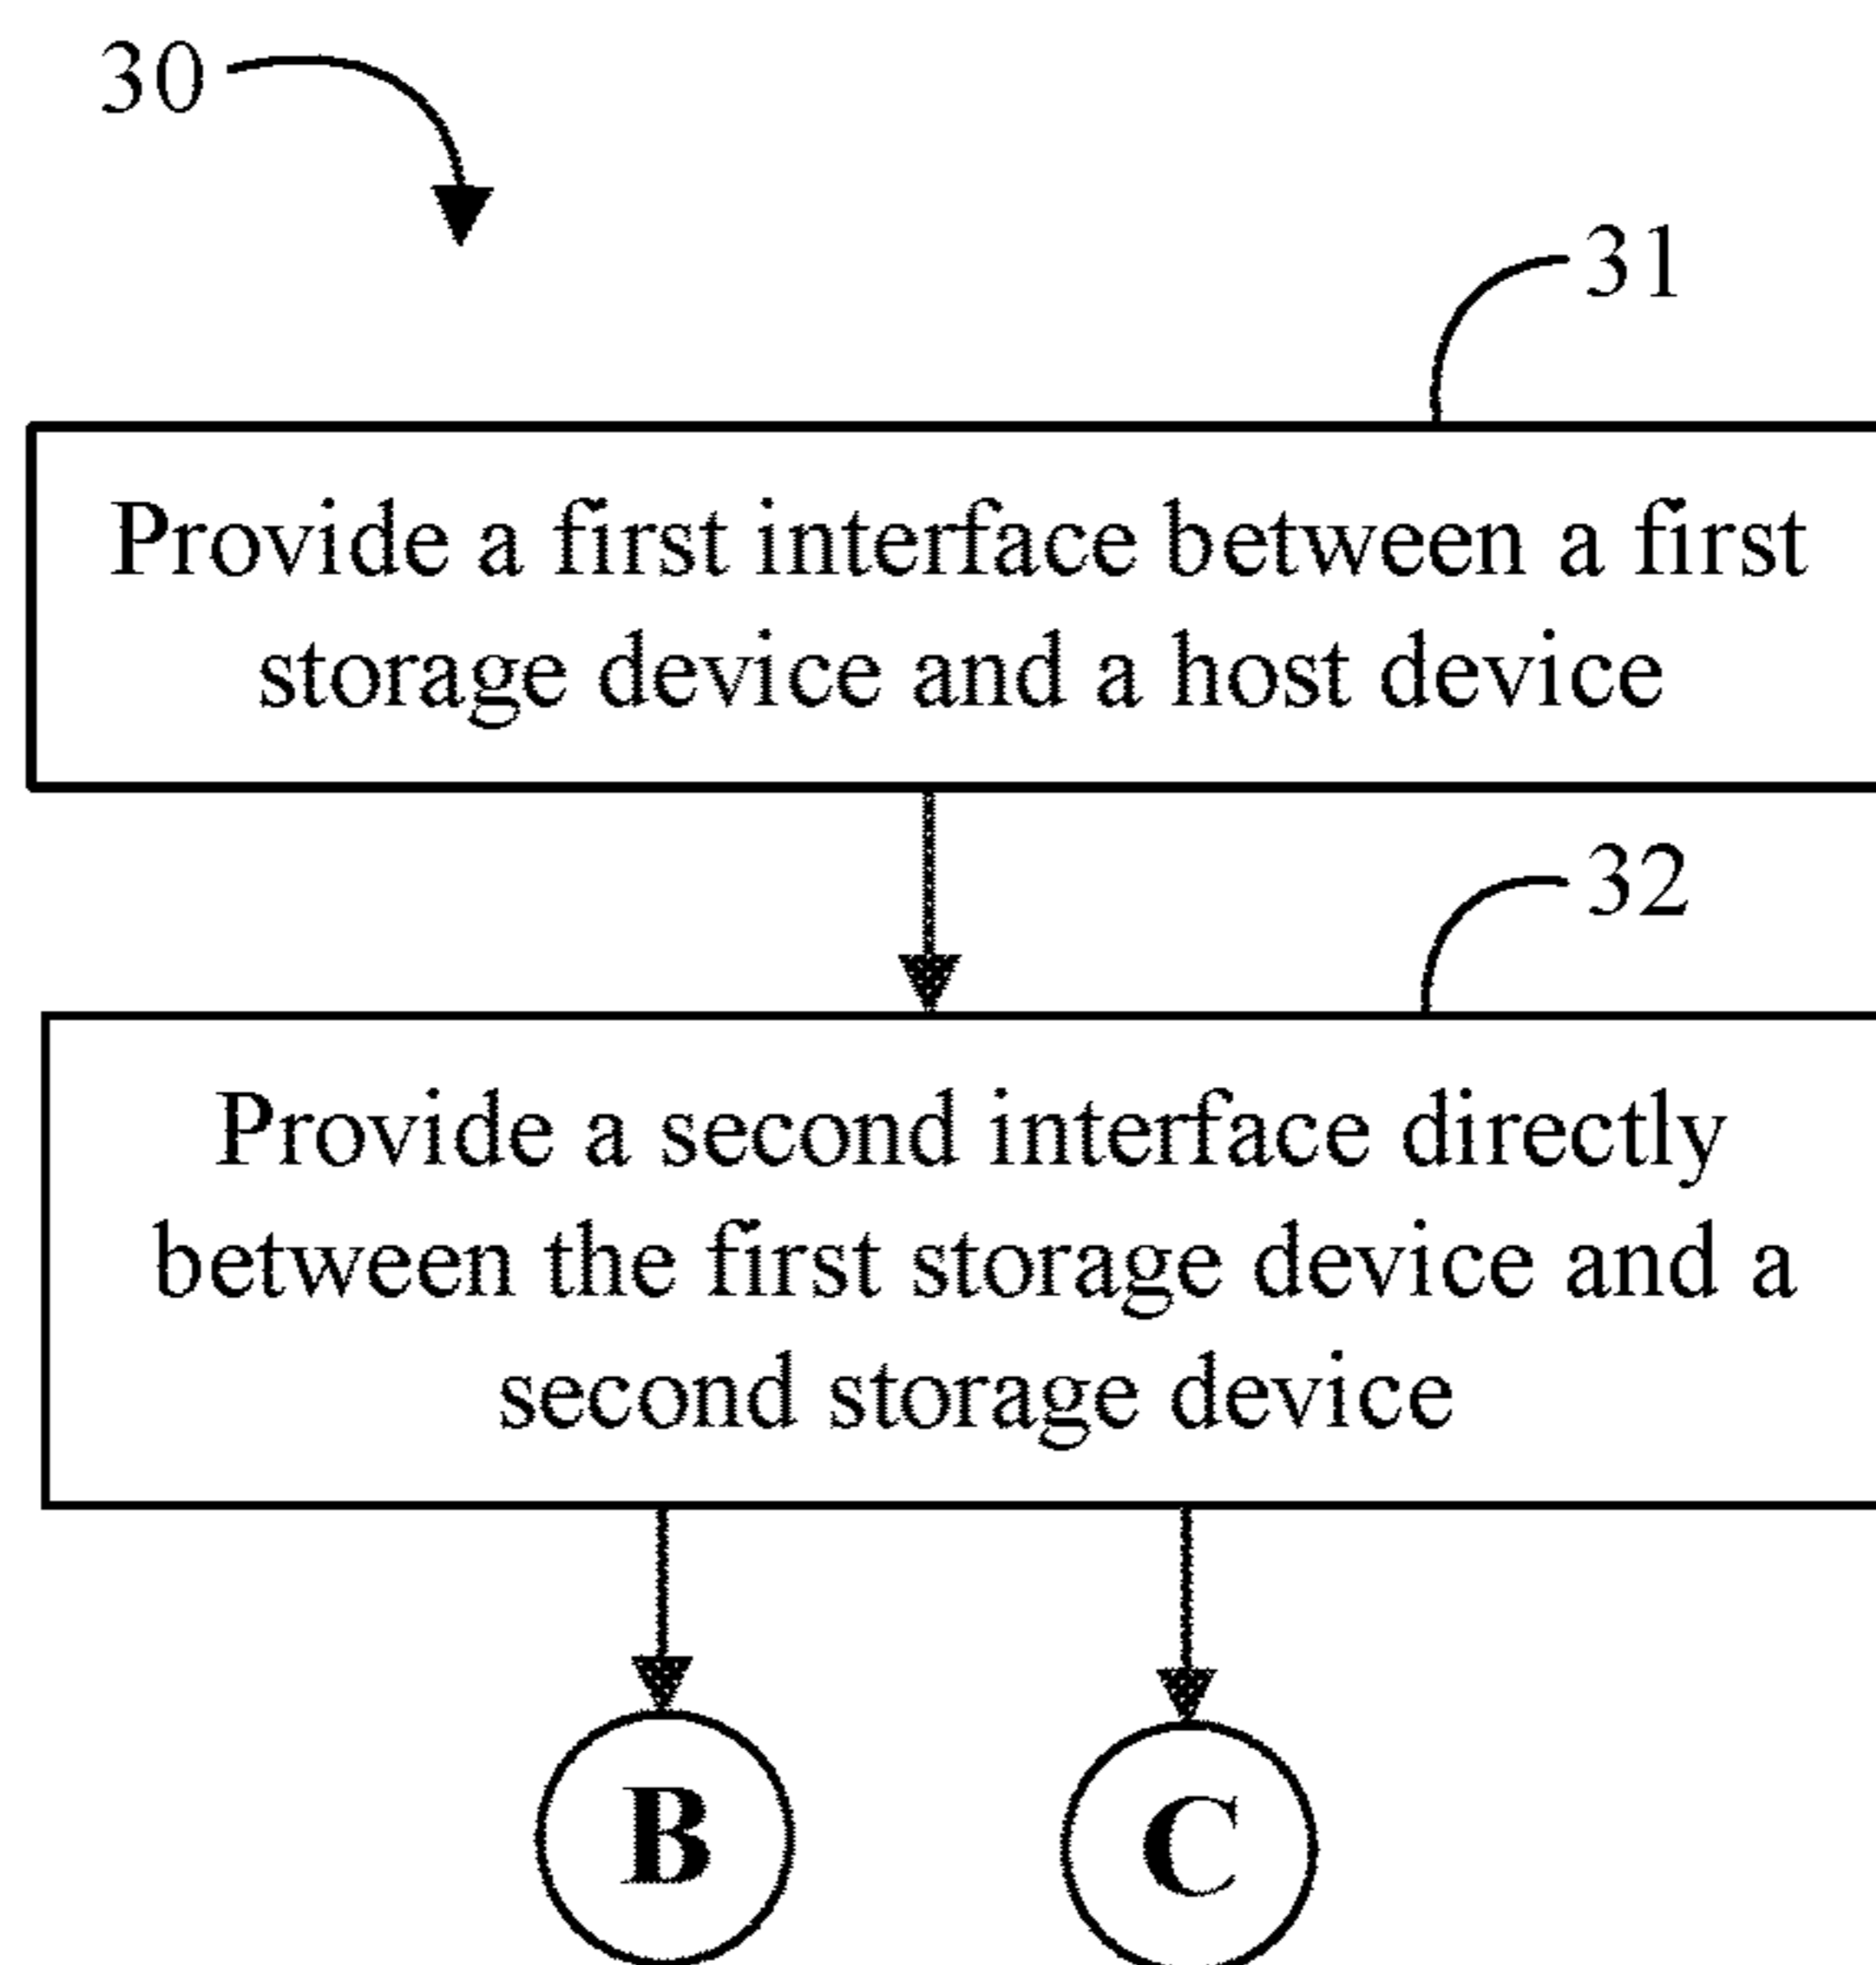 30
31
Provide a first interface between a first
storage device and a host device
32
Provide a second interface directly
between the first storage device and a
second storage device
B
C